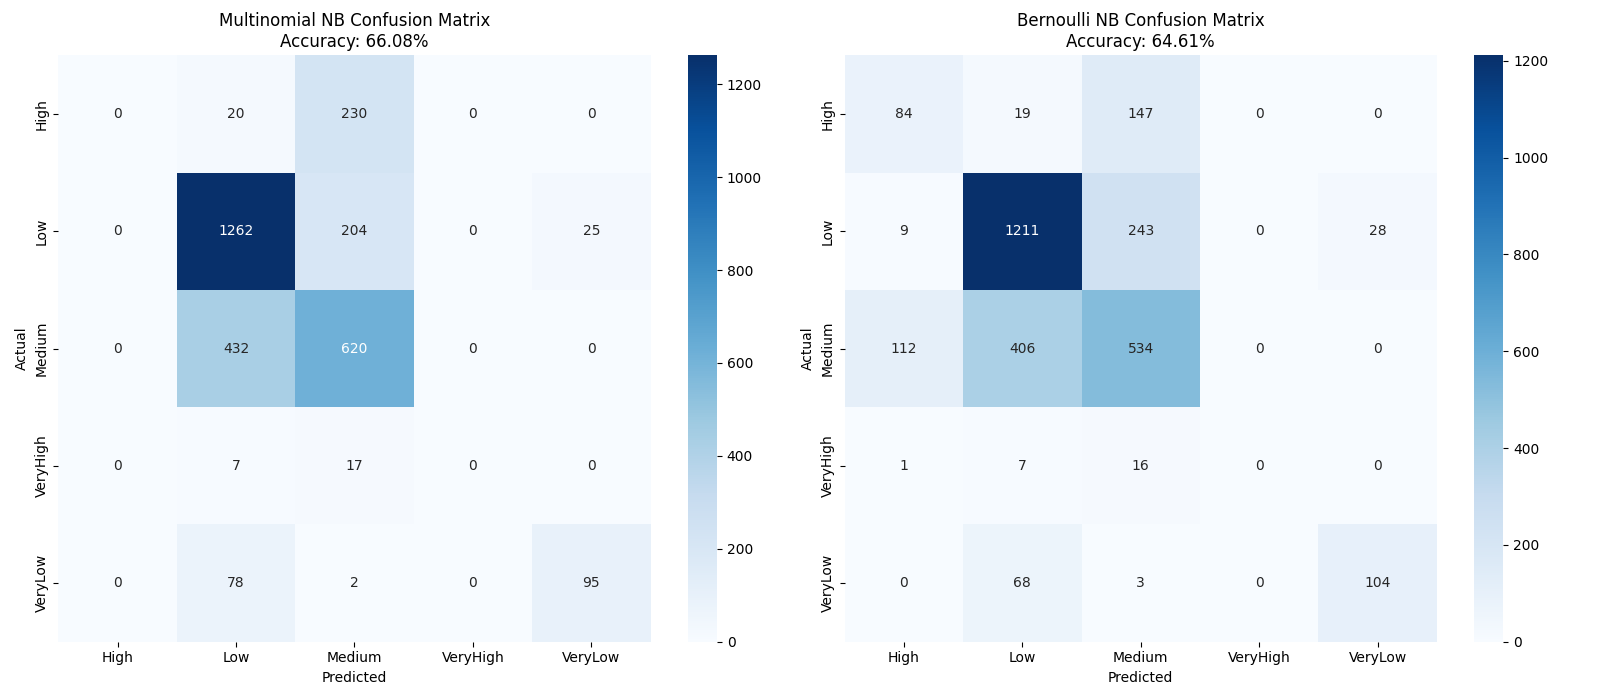 Multinomial NB Confusion Matrix
Accuracy: 66.08%
High 0 20 230 0 0
Low 0 1262 204 0 25
Medium 0 432 620 0 0
VeryHigh 0 7 17 0 0
VeryLow 0 78 2 0 95
High Low Medium VeryHigh VeryLow
Predicted
Actual
1200
1000
800
600
400
200
0
Bernoulli NB Confusion Matrix
Accuracy: 64.61%
High 84 19 147 0 0
Low 9 1211 243 0 28
Medium 112 406 534 0 0
VeryHigh 1 7 16 0 0
VeryLow 0 68 3 0 104
High Low Medium VeryHigh VeryLow
Predicted
Actual
1200
1000
800
600
400
200
0